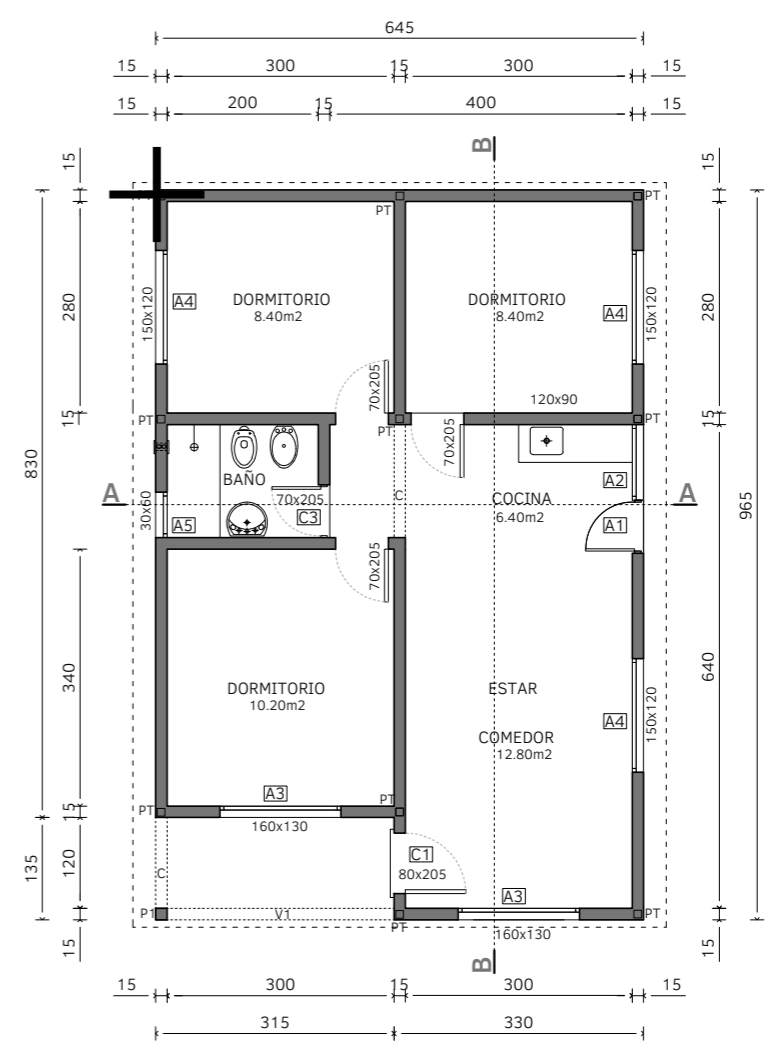 645
15 300 15 300 15
15 200 15 400 15
B
15 15
PT PT
PT
280 150x120 A4 DORMITORIO DORMITORIO A4 150x120 280
8.40m2 8.40m2
70x205 120x90
15 PT PT PT 15
70x205
830 BAÑO A2
A 70x205 C COCINA A
30x60 A5 C3 6.40m2 A1 965
70x205
340 DORMITORIO ESTAR 640
10.20m2 A4 150x120
COMEDOR
12.80m2
A3 PT
15 PT
160x130
135 120 C C1
80x205
A3
P1 V1 PT
PT
15 160x130 15
B
15 300 15 300 15
315 330